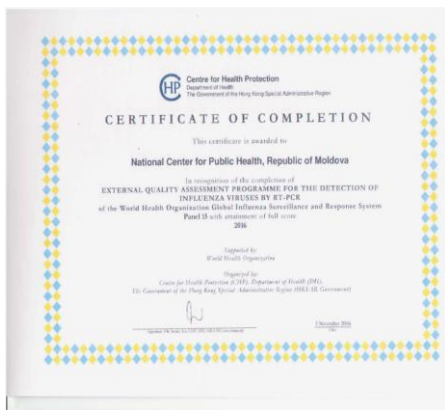 CHP
Centre for Health Protection
Department of Health
The Government of the Hong Kong Special Administrative Region
CERTIFICATE OF COMPLETION
This certificate is awarded to
National Center for Public Health, Republic of Moldova
In recognition of the completion of
EXTERNAL QUALITY ASSESSMENT PROGRAMME FOR THE DETECTION OF
INFLUENZA VIRUSES BY RT-PCR
of the World Health Organization Global Influenza Surveillance and Response System
Panel 15 with attainment of full score
2016
Supported by:
World Health Organization
Organized by:
Centre for Health Protection (CHP), Department of Health (DH),
The Government of the Hong Kong Special Administrative Region (HKSAR Government)
November 2016